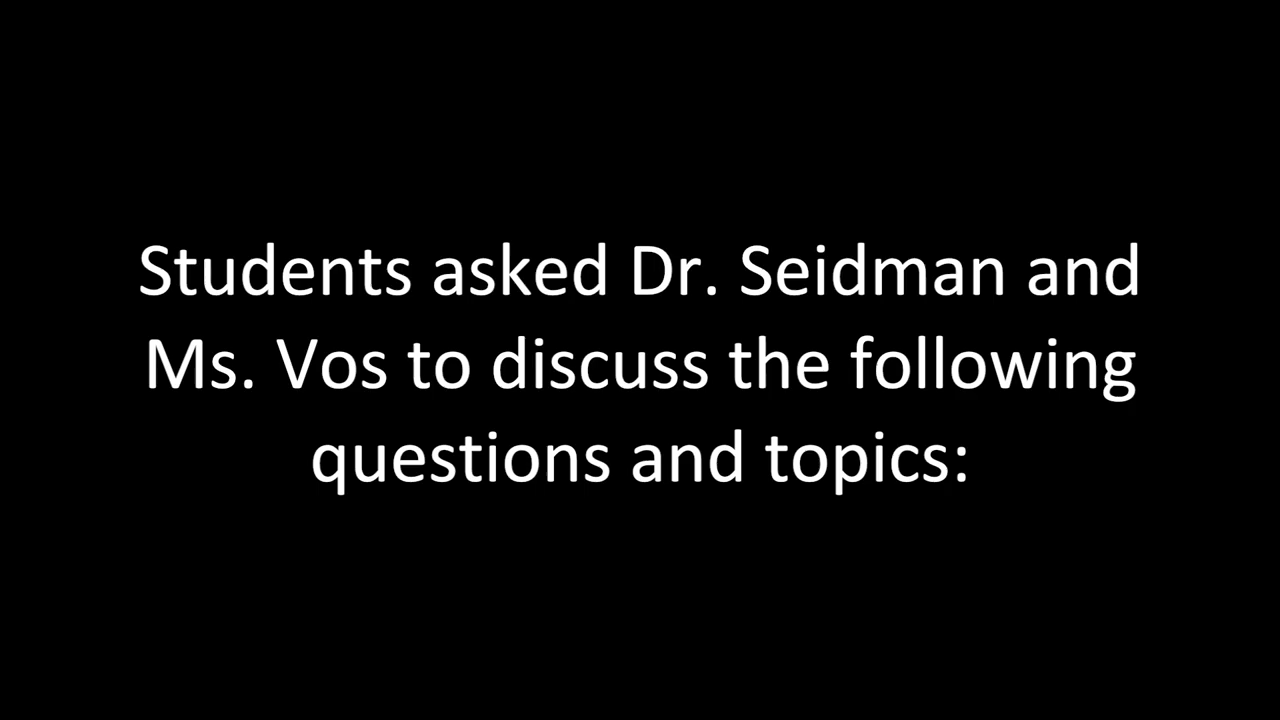 Students asked Dr. Seidman and
Ms. Vos to discuss the following
questions and topics: